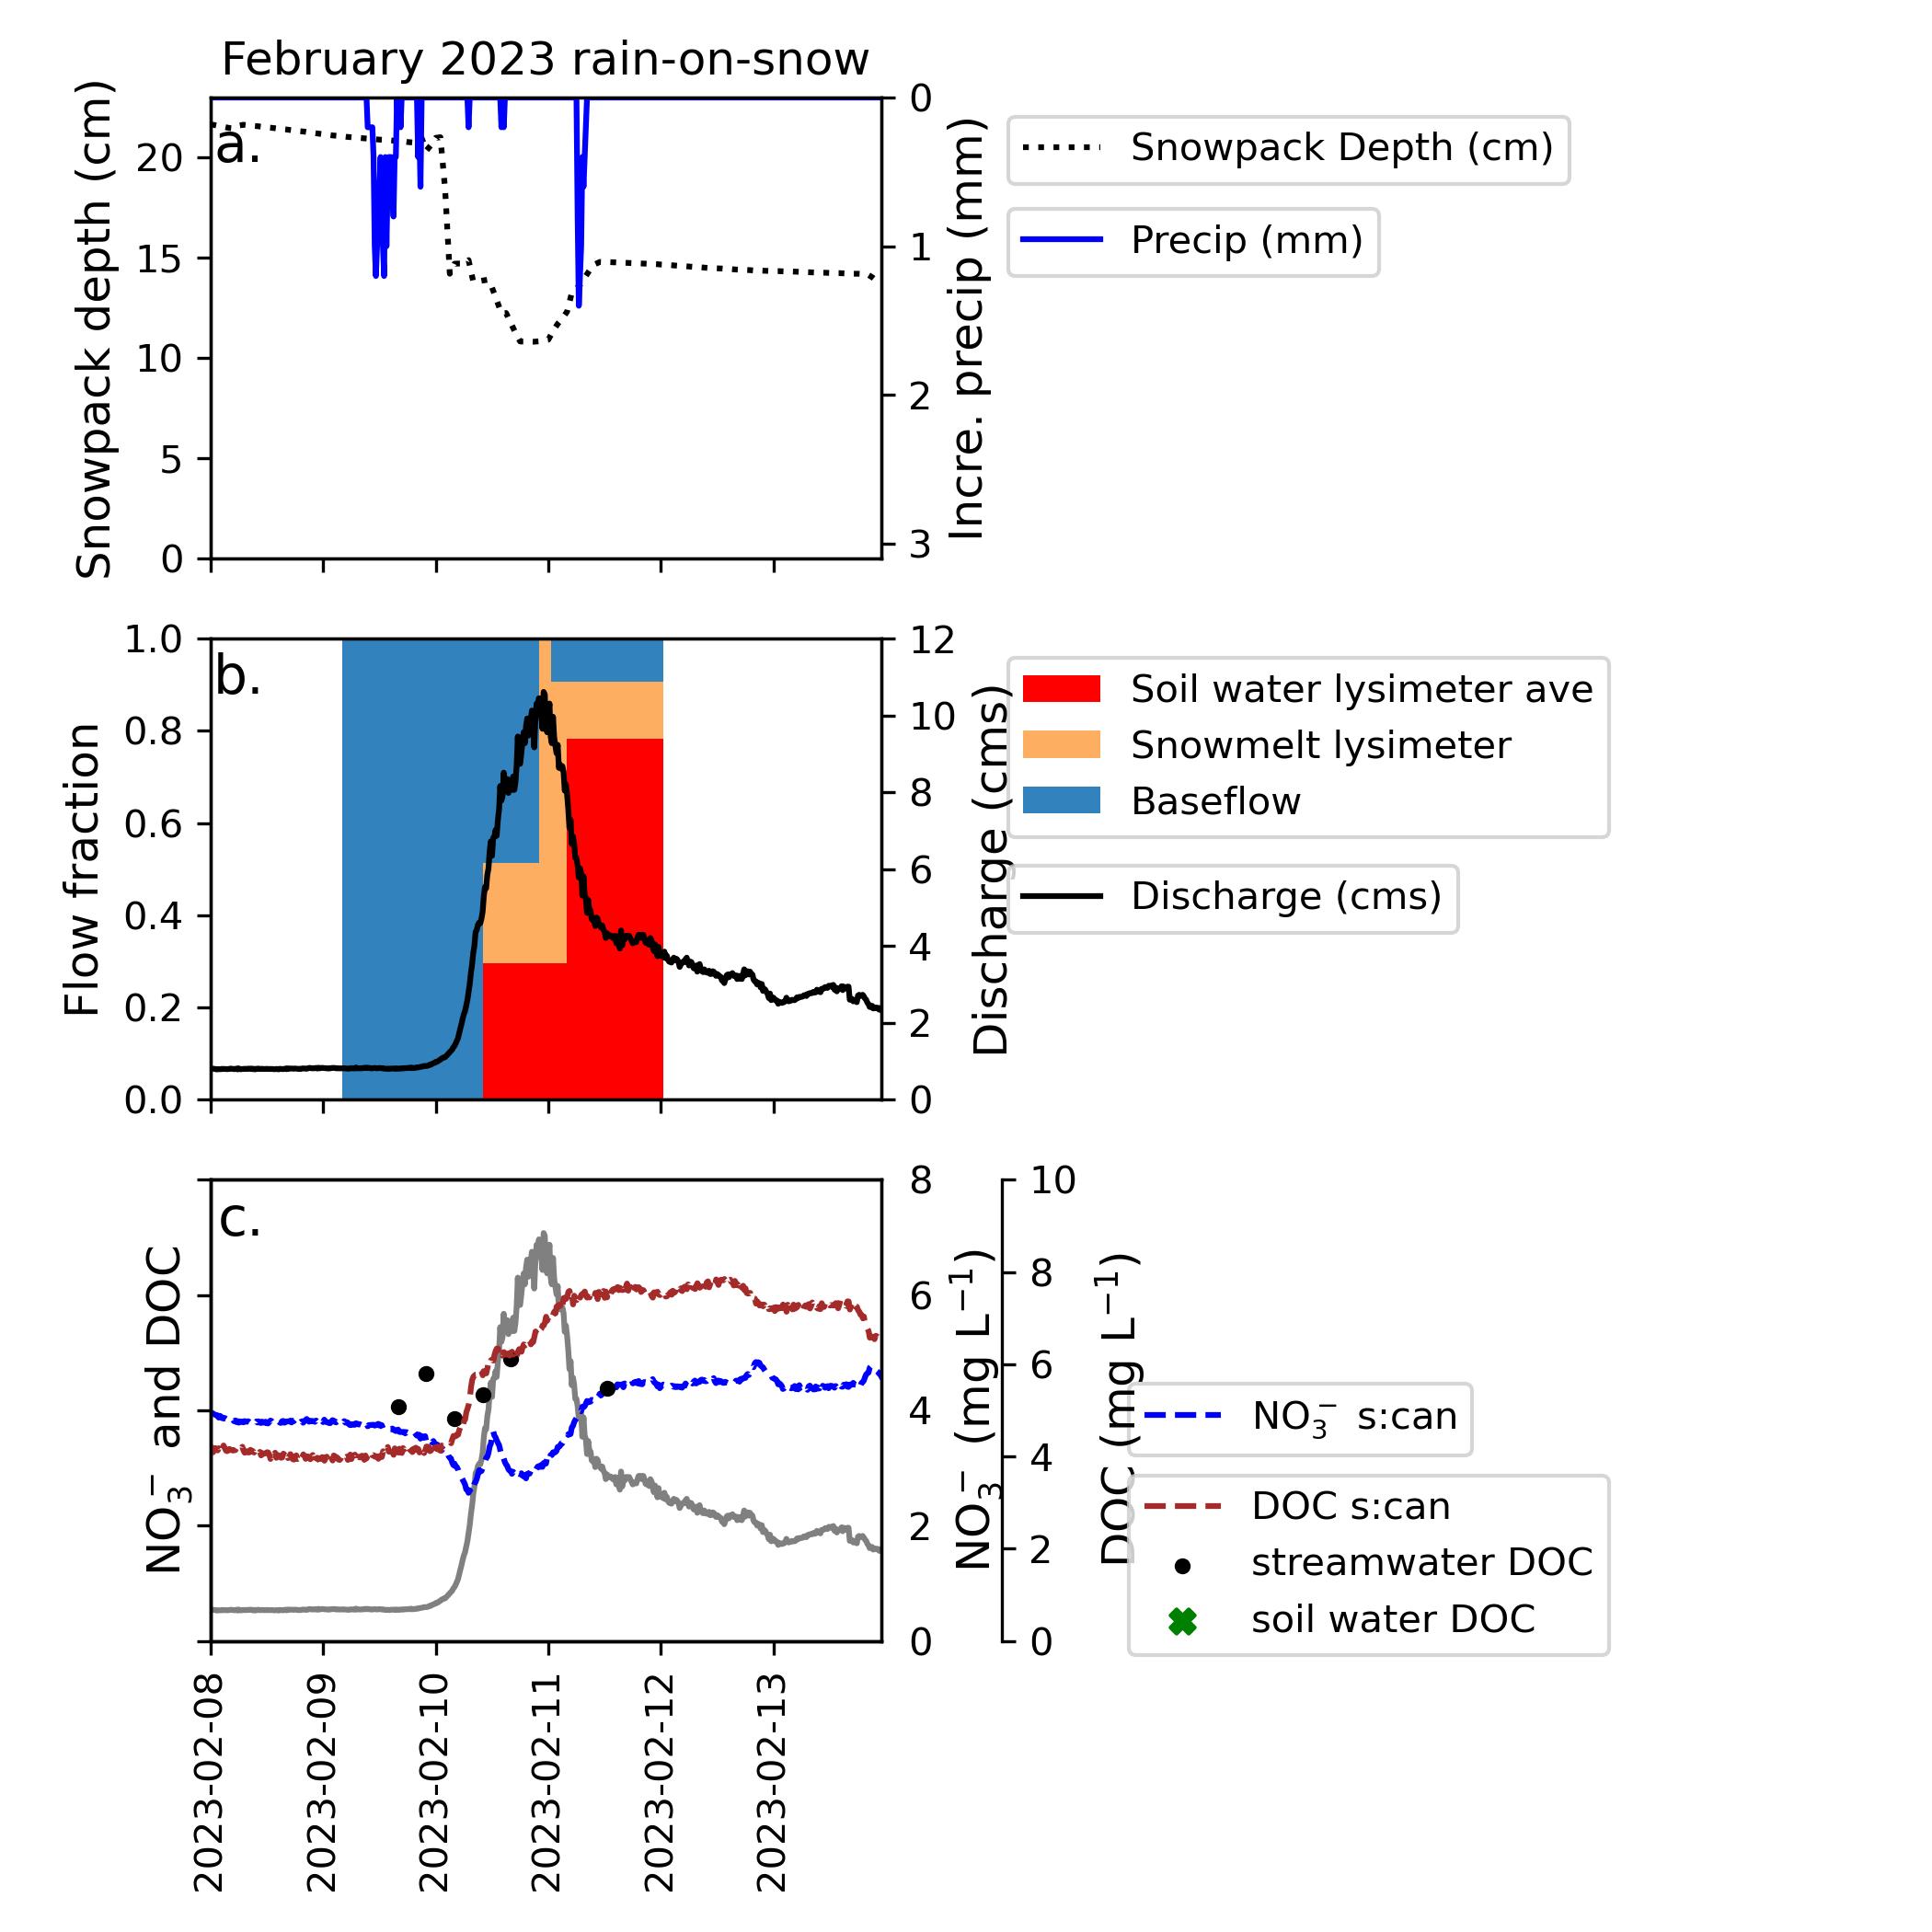 February 2023 rain-on-snow
a.
Snowpack depth (cm)
20
15
10
5
0
0
1
2
3
Incre. precip (mm)
Snowpack Depth (cm)
Precip (mm)
b.
Flow fraction
1.0
0.8
0.6
0.4
0.2
0.0
12
10
8
6
4
2
0
Discharge (cms)
Soil water lysimeter ave
Snowmelt lysimeter
Baseflow
Discharge (cms)
c.
NO₃⁻ and DOC
8
6
4
2
0
NO₃⁻ (mg L⁻¹)
10
8
6
4
2
0
DOC (mg L⁻¹)
NO₃⁻ s:can
DOC s:can
streamwater DOC
soil water DOC
2023-02-08
2023-02-09
2023-02-10
2023-02-11
2023-02-12
2023-02-13